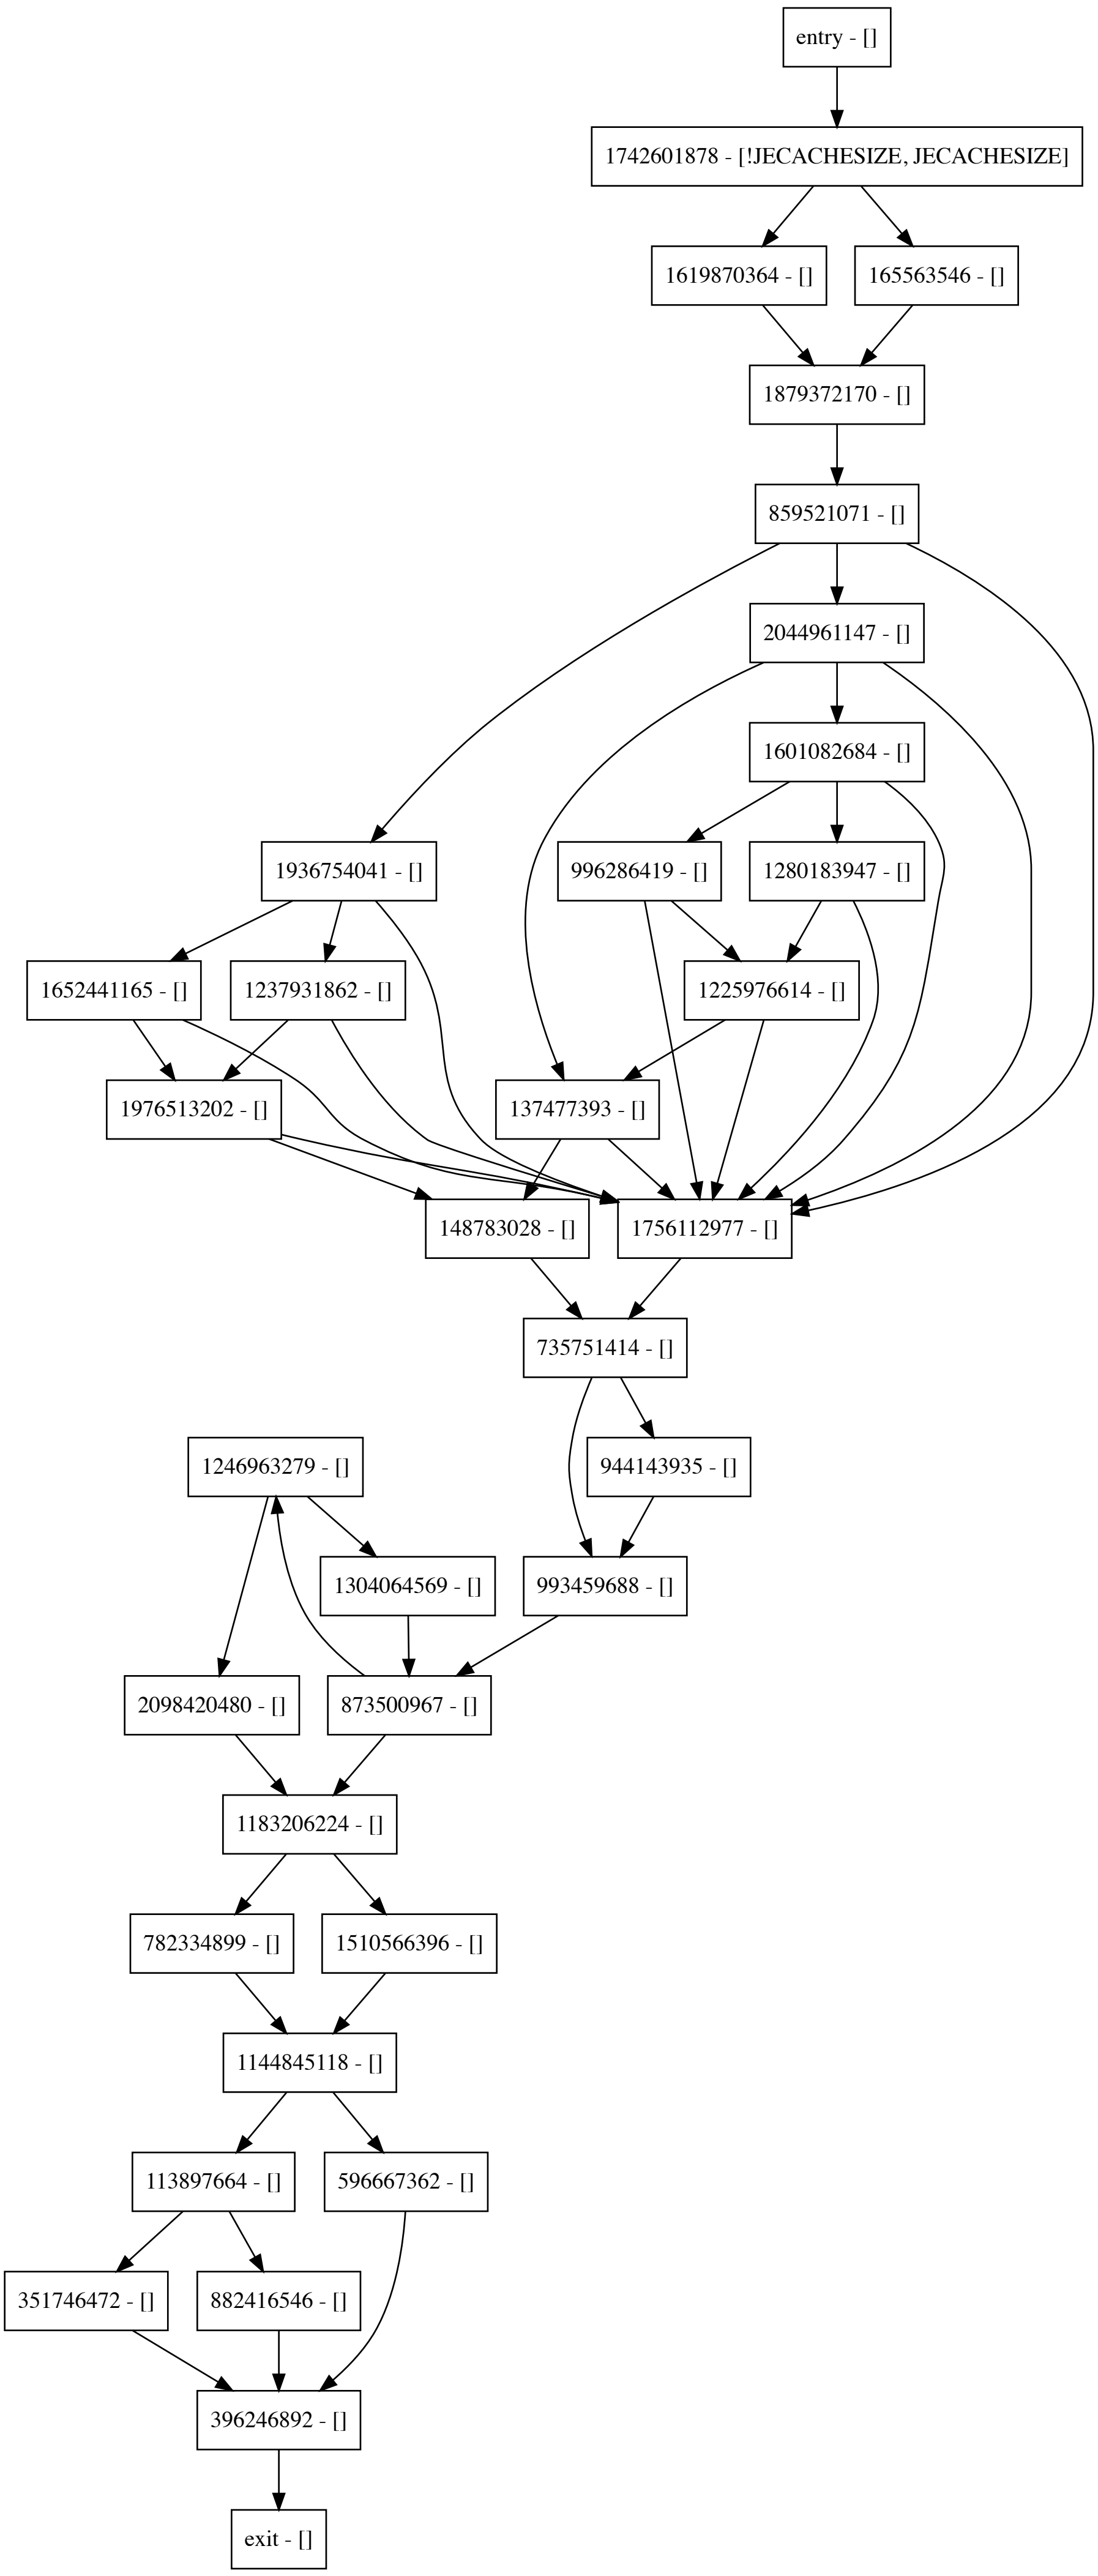 entry - []
1742601878 - [!JECACHESIZE, JECACHESIZE]
1619870364 - []
165563546 - []
1879372170 - []
859521071 - []
2044961147 - []
1601082684 - []
1936754041 - []
996286419 - []
1280183947 - []
1652441165 - []
1237931862 - []
1225976614 - []
1976513202 - []
137477393 - []
148783028 - []
1756112977 - []
735751414 - []
1246963279 - []
944143935 - []
1304064569 - []
993459688 - []
2098420480 - []
873500967 - []
1183206224 - []
782334899 - []
1510566396 - []
1144845118 - []
113897664 - []
596667362 - []
351746472 - []
882416546 - []
396246892 - []
exit - []